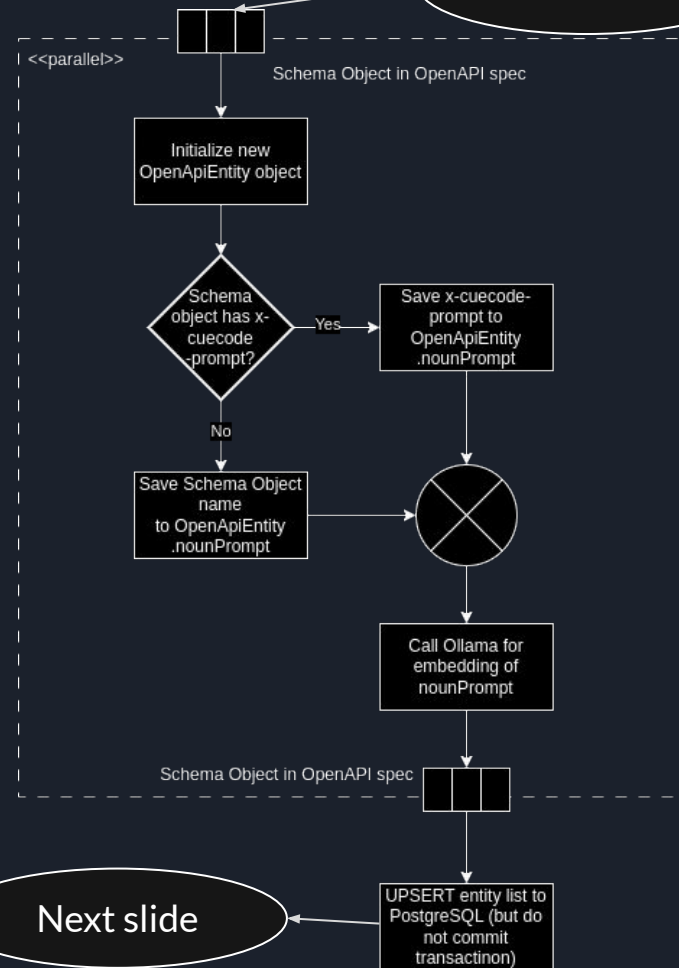 <<parallel>>
Schema Object in OpenAPI spec
Initialize new
OpenApiEntity object
Schema
object has x-
cuecode
-prompt?
Yes
Save x-cuecode-
prompt to
OpenApiEntity
.nounPrompt
No
Save Schema Object
name
to OpenApiEntity
.nounPrompt
Call Ollama for
embedding of
nounPrompt
Schema Object in OpenAPI spec
UPSERT entity list to
PostgreSQL (but do
not commit
transactinon)
Next slide